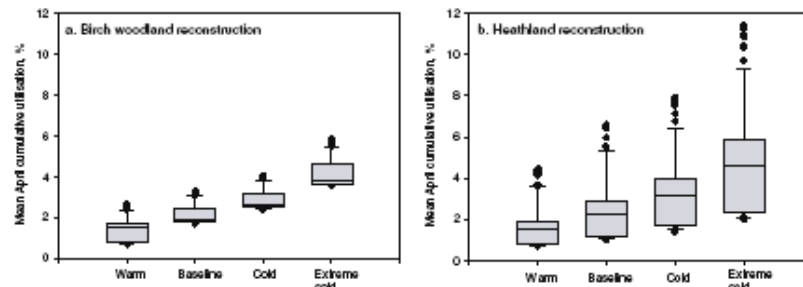 a. Birch woodland reconstruction
Mean April cumulative utilisation, %
12
10
8
6
4
2
0
Warm Baseline Cold Extreme
cold
b. Heathland reconstruction
Mean April cumulative utilisation, %
12
10
8
6
4
2
0
Warm Baseline Cold Extreme
cold